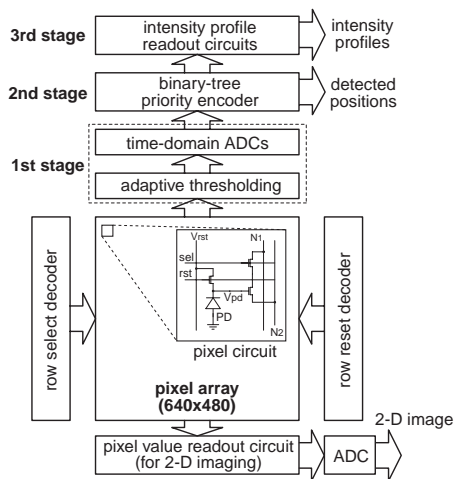 3rd stage
intensity profile
readout circuits
intensity
profiles
2nd stage
binary-tree
priority encoder
detected
positions
1st stage
time-domain ADCs
adaptive thresholding
row select decoder
Vrst
N1
sel
rst
Vpd
PD
N2
pixel circuit
pixel array
(640x480)
row reset decoder
pixel value readout circuit
(for 2-D imaging)
ADC
2-D image